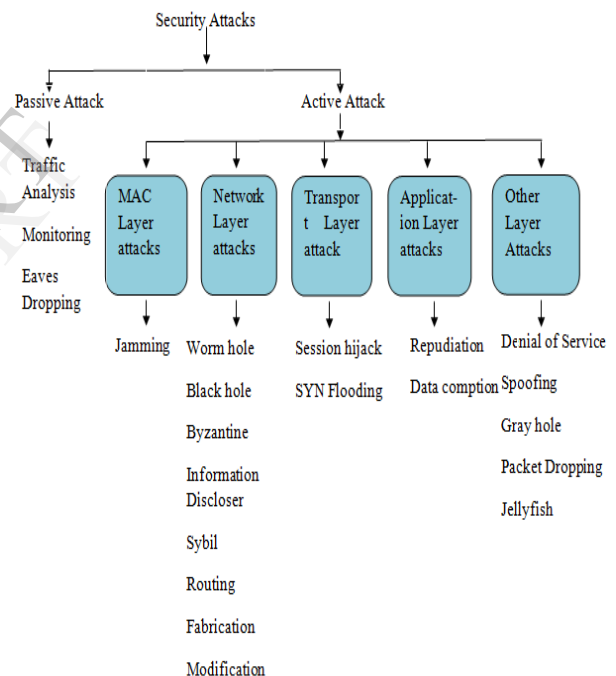 Security Attacks
Passive Attack
Active Attack
Traffic
Analysis
Monitoring
Eaves
Dropping
MAC
Layer
attacks
Network
Layer
attacks
Transpor
t Layer
attack
Applicat-
ion Layer
attacks
Other
Layer
Attacks
Jamming
Worm hole
Black hole
Byzantine
Information
Discloser
Sybil
Routing
Fabrication
Modification
Session hijack
SYN Flooding
Repudiation
Data comption
Denial of Service
Spoofing
Gray hole
Packet Dropping
Jellyfish